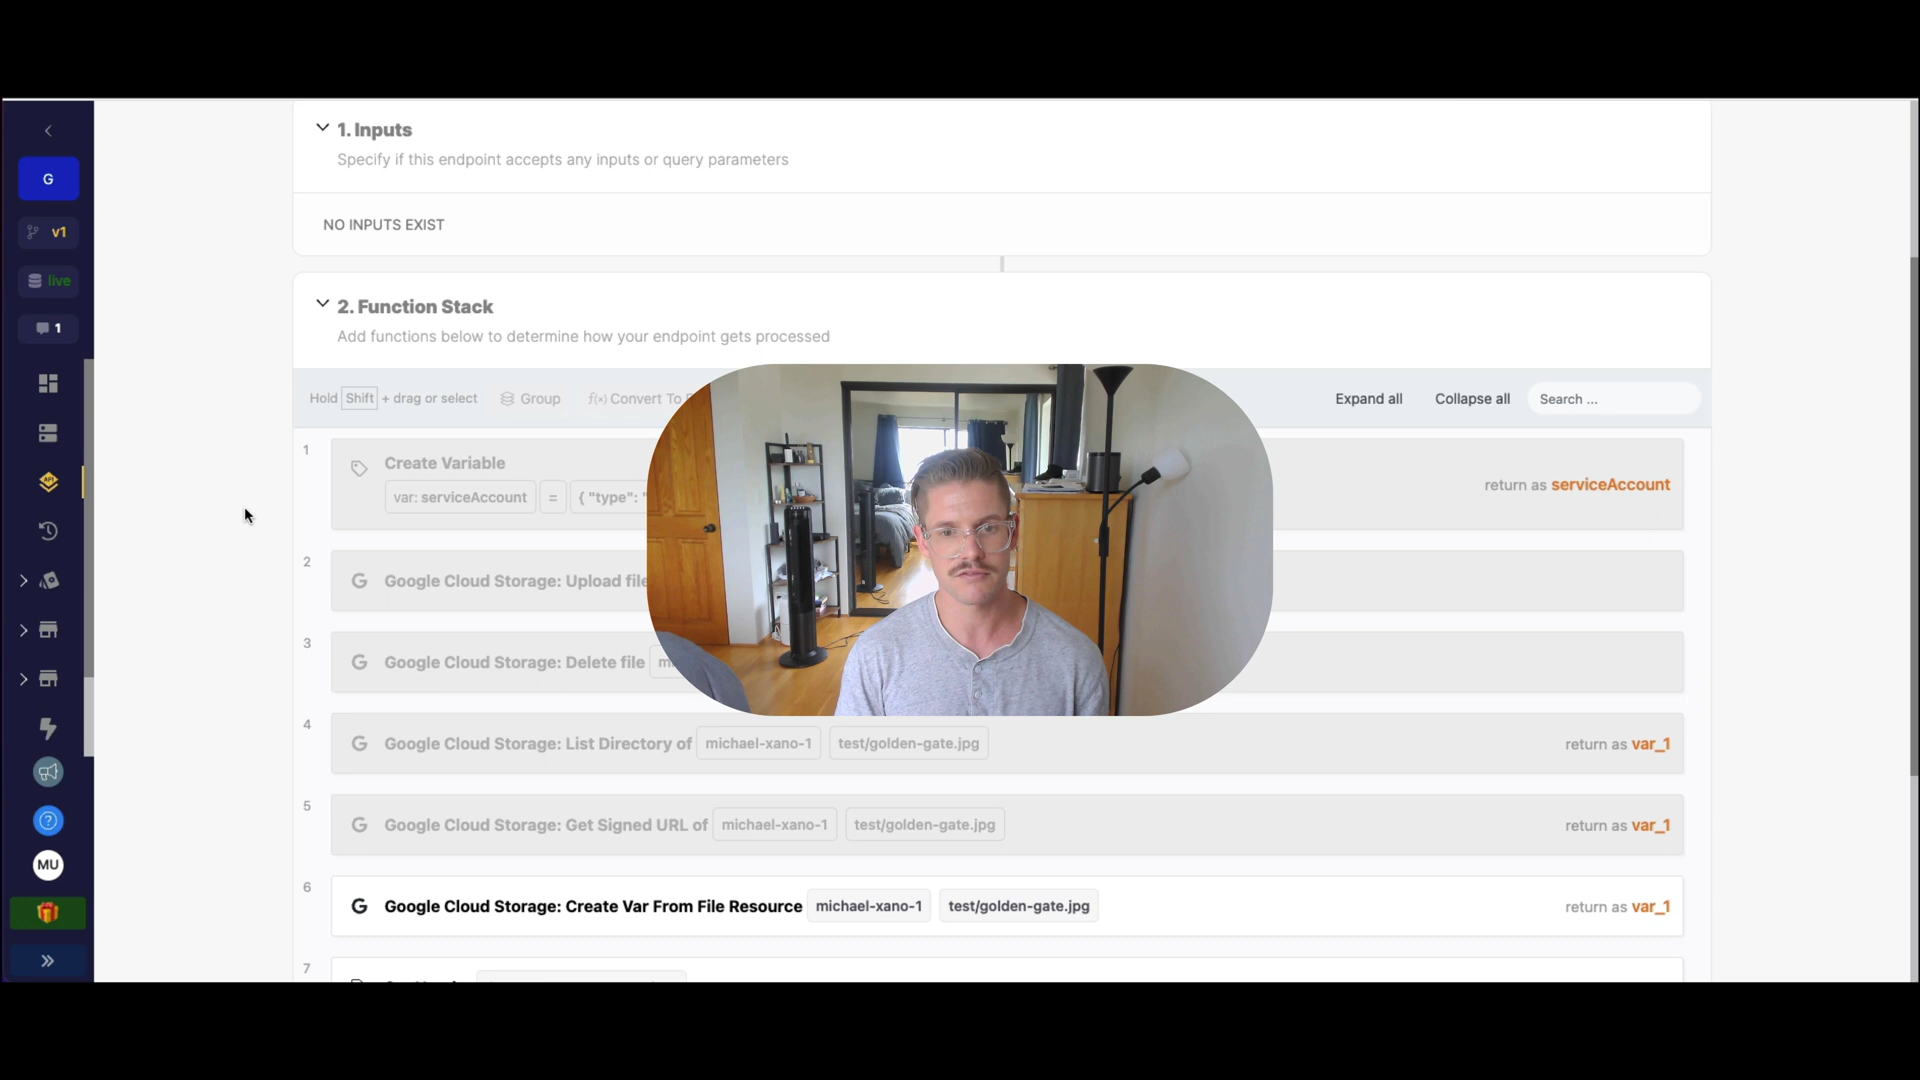 G
v1
live
1
API
MU
1. Inputs
Specify if this endpoint accepts any inputs or query parameters
NO INPUTS EXIST
2. Function Stack
Add functions below to determine how your endpoint gets processed
Hold Shift + drag or select Group f(x) Convert To Expand all Collapse all Search ...
1
Create Variable
var: serviceAccount = { "type": "
return as serviceAccount
2 Google Cloud Storage: Upload file
3 Google Cloud Storage: Delete file
4 Google Cloud Storage: List Directory of michael-xano-1 test/golden-gate.jpg return as var_1
5 Google Cloud Storage: Get Signed URL of michael-xano-1 test/golden-gate.jpg return as var_1
6 Google Cloud Storage: Create Var From File Resource michael-xano-1 test/golden-gate.jpg return as var_1
7